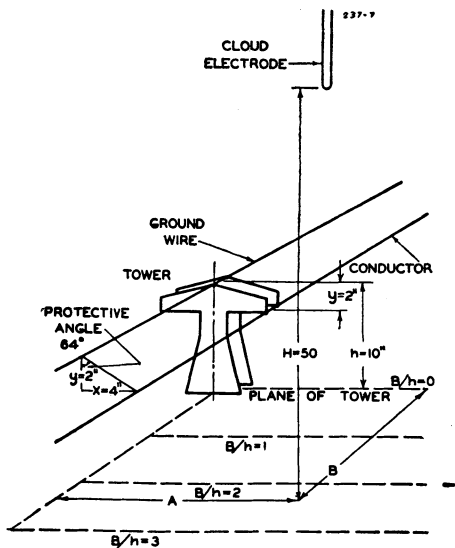 237-7
CLOUD
ELECTRODE
GROUND
WIRE
TOWER
CONDUCTOR
y=2"
PROTECTIVE
ANGLE
64°
H=50
h=10"
y=2"
x=4"
B/h=0
PLANE OF TOWER
B/h=1
B
B/h=2
A
B/h=3